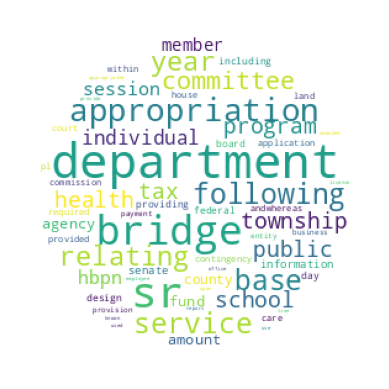 member
year including
within committee
session house land
appropriation
court individual program
board application
department
health following
pl tax
commission
required payment andwhereas township
agency providing federal business
bridge
relating entity public
provided contingency
hbpn senate information
sr base
design fund county day
provision school
service care
office
report
used
amount